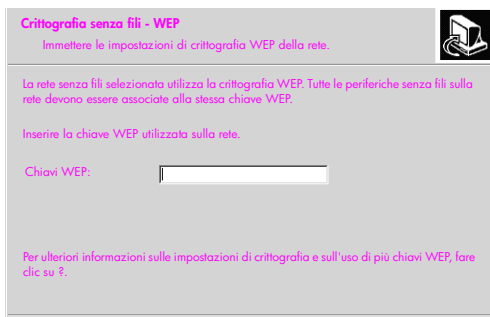 Crittografia senza fili - WEP
Immettere le impostazioni di crittografia WEP della rete.
La rete senza fili selezionata utilizza la crittografia WEP. Tutte le periferiche senza fili sulla
rete devono essere associate alla stessa chiave WEP.
Inserire la chiave WEP utilizzata sulla rete.
Chiavi WEP:
Per ulteriori informazioni sulle impostazioni di crittografia e sull'uso di più chiavi WEP, fare
clic su ?.